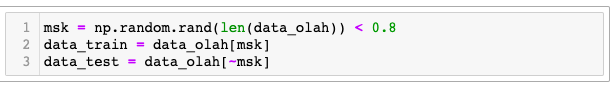 1 msk = np.random.rand(len(data_olah)) < 0.8
2 data_train = data_olah[msk]
3 data_test = data_olah[~msk]